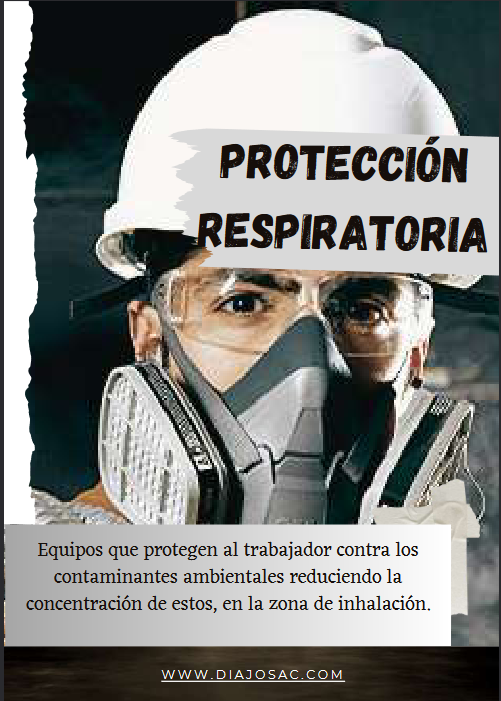 PROTECCIÓN
RESPIRATORIA
Equipos que protegen al trabajador contra los
contaminantes ambientales reduciendo la
concentración de estos, en la zona de inhalación.
WWW.DIAJOSAC.COM